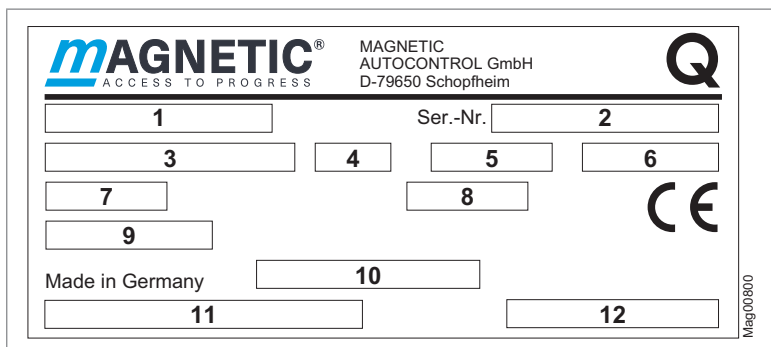 mAGNETIC®
ACCESS TO PROGRESS
MAGNETIC
AUTOCONTROL GmbH
D-79650 Schopfheim
Q
1
Ser.-Nr.
2
3
4
5
6
7
8
CE
9
Made in Germany
10
11
12
Mag00800